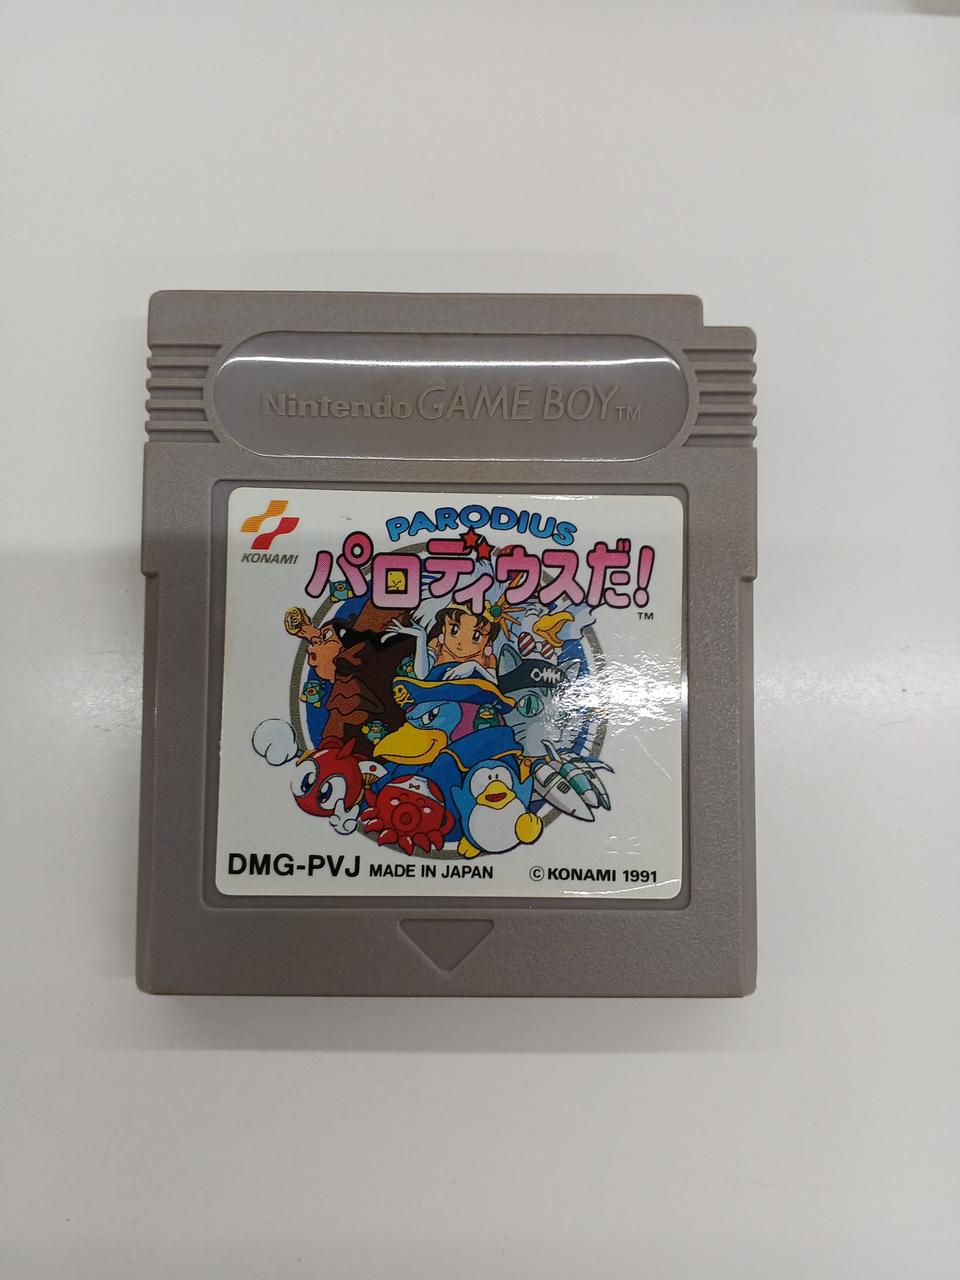 Nintendo GAME BOY TM
KONAMI
PARODIUS
パロディウスだ!
TM
22
DMG-PVJ MADE IN JAPAN © KONAMI 1991